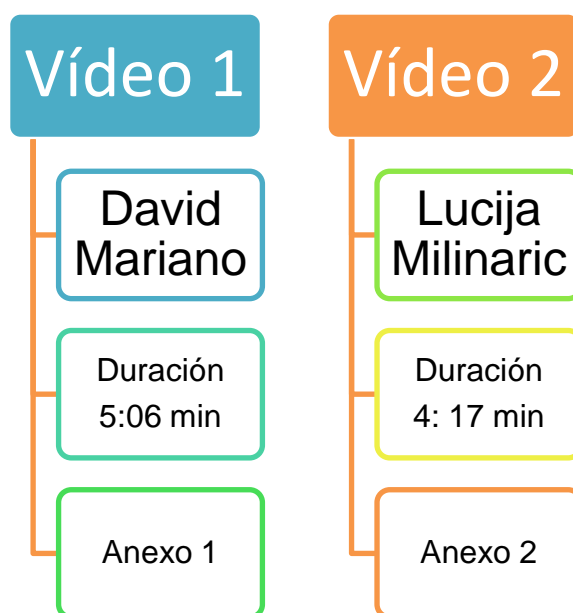 Vídeo 1
David
Mariano
Duración
5:06 min
Anexo 1
Vídeo 2
Lucija
Milinaric
Duración
4: 17 min
Anexo 2